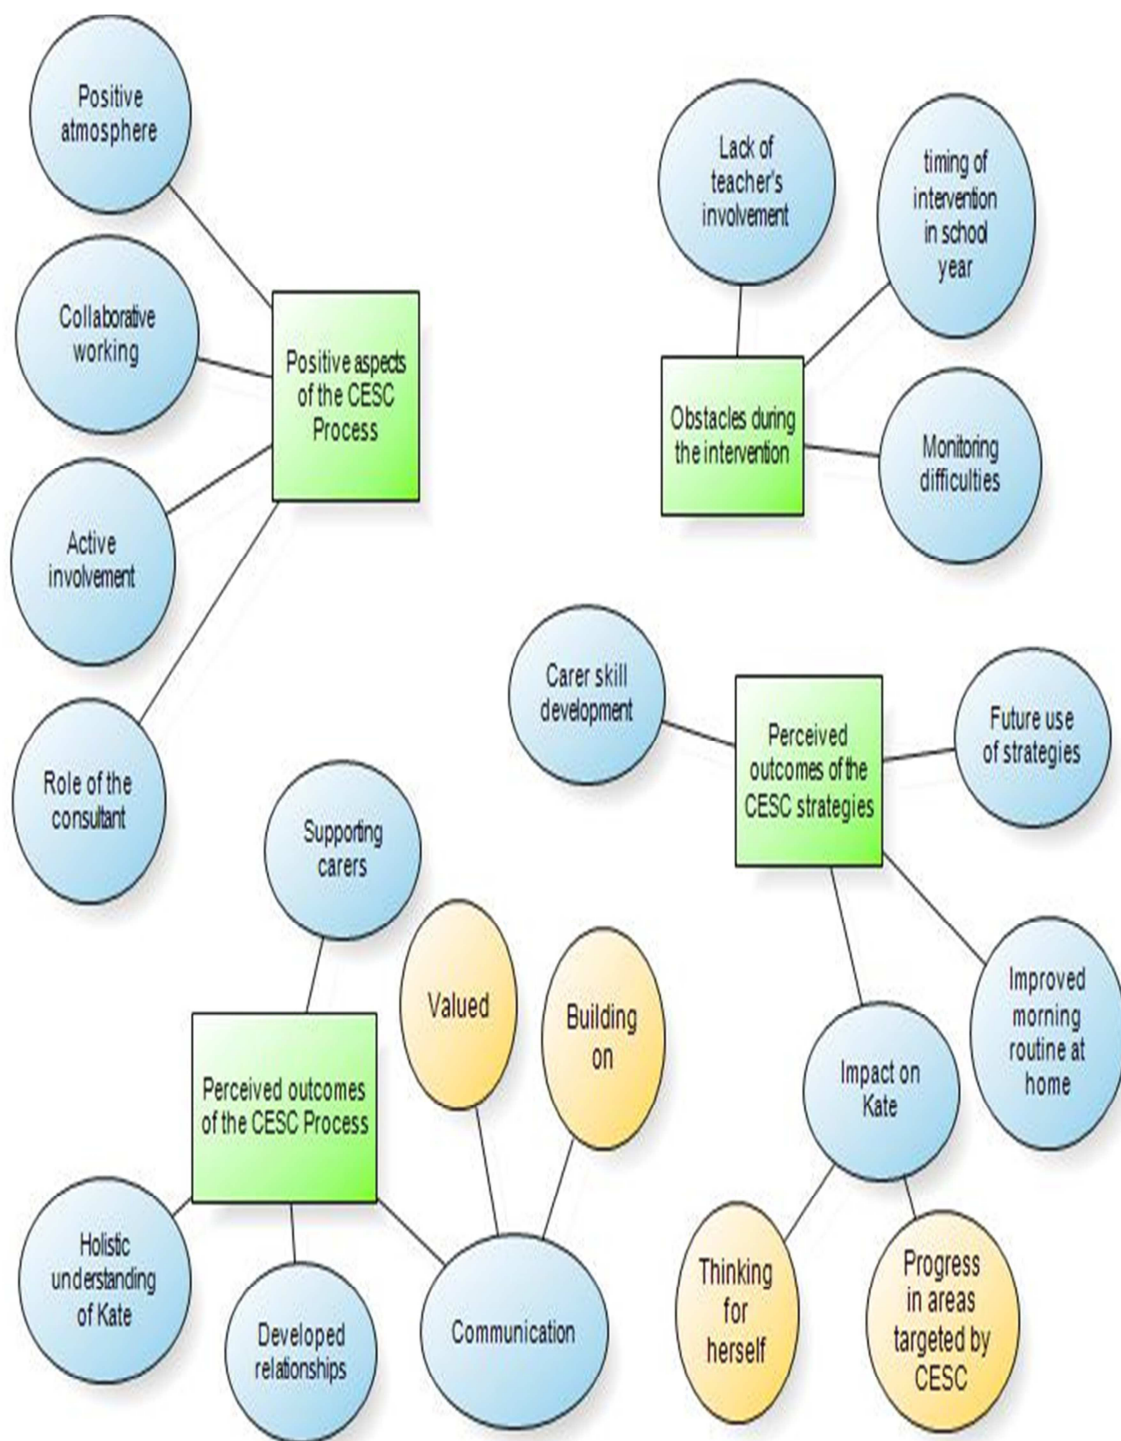 Positive
atmosphere
Collaborative
working
Positive aspects
of the CESC
Process
Active
involvement
Role of the
consultant
Lack of
teacher's
involvement
timing of
intervention
in school
year
Obstacles during
the intervention
Monitoring
difficulties
Carer skill
development
Perceived
outcomes of the
CESC strategies
Future use
of strategies
Improved
morning
routine at
home
Impact on
Kate
Thinking
for
herself
Progress
in areas
targeted by
CESC
Supporting
carers
Valued
Building
on
Perceived outcomes
of the CESC Process
Holistic
understanding
of Kate
Developed
relationships
Communication